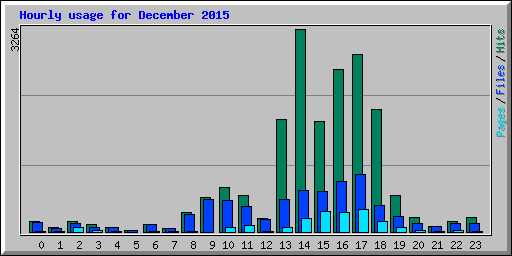 Hourly usage for December 2015
3264
Pages / Files / Hits
0 1 2 3 4 5 6 7 8 9 10 11 12 13 14 15 16 17 18 19 20 21 22 23